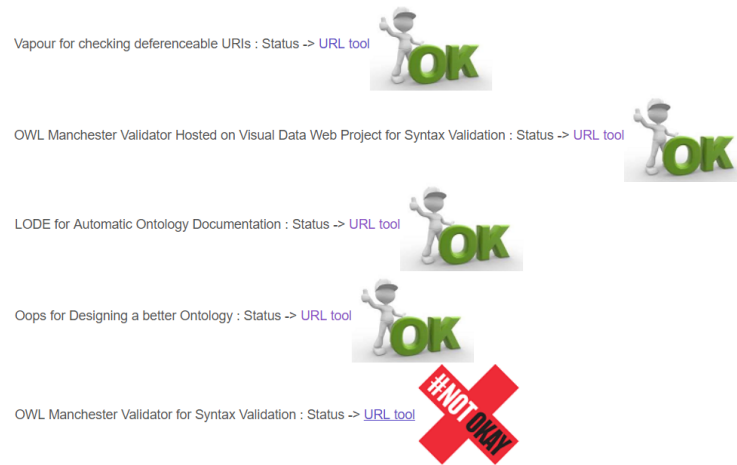 Vapour for checking deferenceable URIs : Status -> URL tool
OK
OWL Manchester Validator Hosted on Visual Data Web Project for Syntax Validation : Status -> URL tool
OK
LODE for Automatic Ontology Documentation : Status -> URL tool
OK
Oops for Designing a better Ontology : Status -> URL tool
OK
OWL Manchester Validator for Syntax Validation : Status -> URL tool
#NOTOKAY